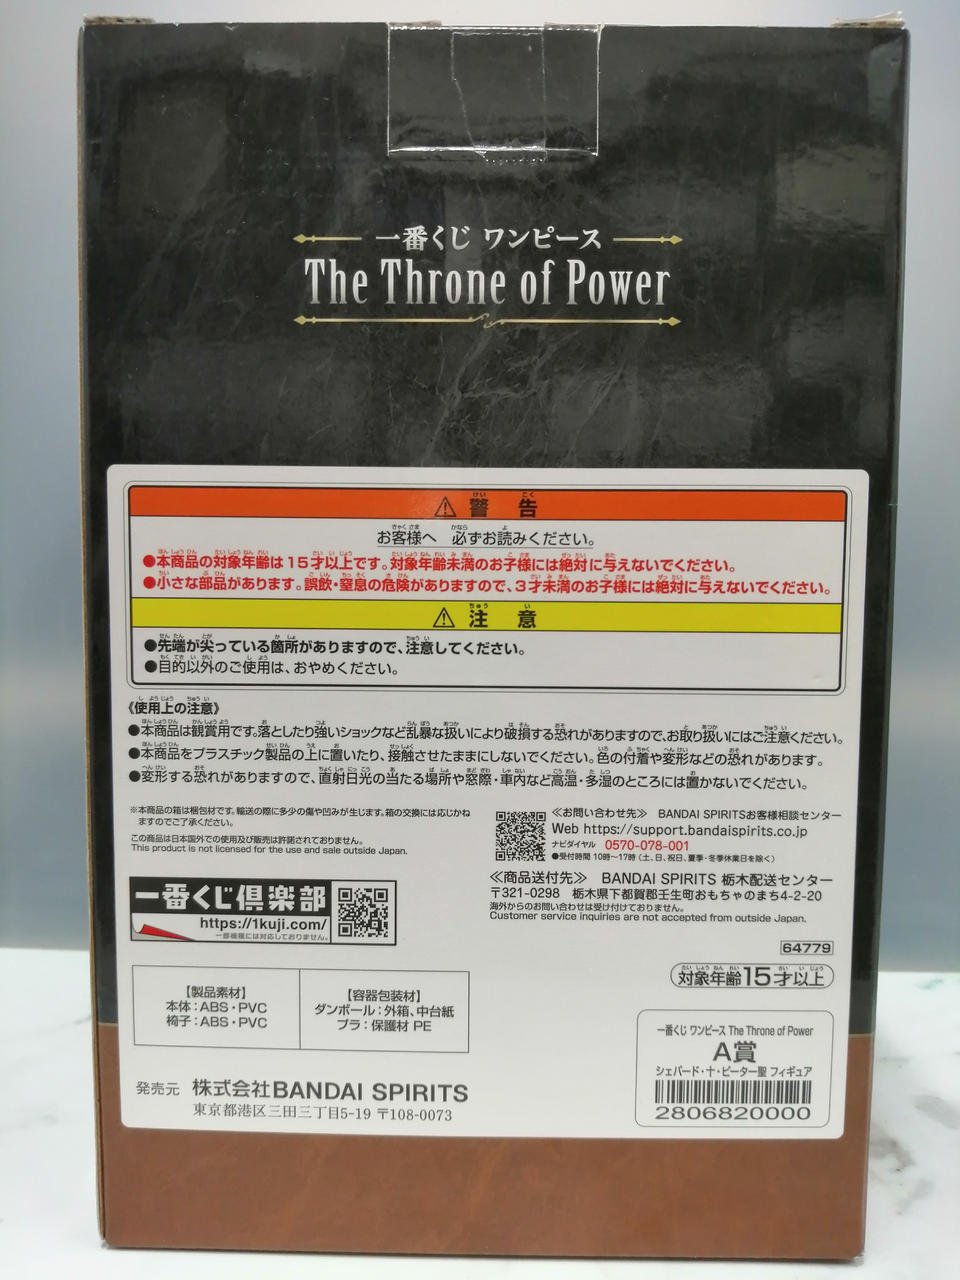 一番くじ ワンピース
The Throne of Power
⚠ 警告
お客様へ 必ずお読みください。
●本商品の対象年齢は15才以上です。対象年齢未満のお子様には絶対に与えないでください。
●小さな部品があります。誤飲・窒息の危険がありますので、3才未満のお子様には絶対に与えないでください。
⚠ 注意
●先端が尖っている箇所がありますので、注意してください。
●目的以外のご使用は、おやめください。
《使用上の注意》
●本商品は観賞用です。落としたり強いショックなど乱暴な扱いにより破損する恐れがありますので、お取り扱いにはご注意ください。
●本商品をプラスチック製品の上に置いたり、接触させたままにしないでください。色の付着や変形などの恐れがあります。
●変形する恐れがありますので、直射日光の当たる場所や窓際・車内など高温・多湿のところには置かないでください。
※本商品の箱は梱包材です。輸送の際に多少の傷や凹みが生じます。箱の交換には応じかね
ますのでご了承ください。
この商品は日本国外での使用及び販売は許諾されておりません。
This product is not licensed for the use and sale outside Japan.
≪お問い合わせ先≫ BANDAI SPIRITSお客様相談センター
Web https://support.bandaispirits.co.jp
ナビダイヤル 0570-078-001
●受付時間 10時〜17時（土、日、祝日、夏季・冬季休業日を除く）
≪商品送付先≫ BANDAI SPIRITS 栃木配送センター
〒321-0298 栃木県下都賀郡壬生町おもちゃのまち4-2-20
海外からのお問い合わせは受け付けておりません。
Customer service inquiries are not accepted from outside Japan.
一番くじ倶楽部
https://1kuji.com/
一部機種には対応しておりません。
64779
対象年齢15才以上
【製品素材】
本体：ABS・PVC
椅子：ABS・PVC
【容器包装材】
ダンボール：外箱、中台紙
プラ：保護材 PE
発売元 株式会社BANDAI SPIRITS
東京都港区三田三丁目5-19 〒108-0073
一番くじ ワンピース The Throne of Power
A賞
シェパード・十・ピーター聖 フィギュア
2806820000